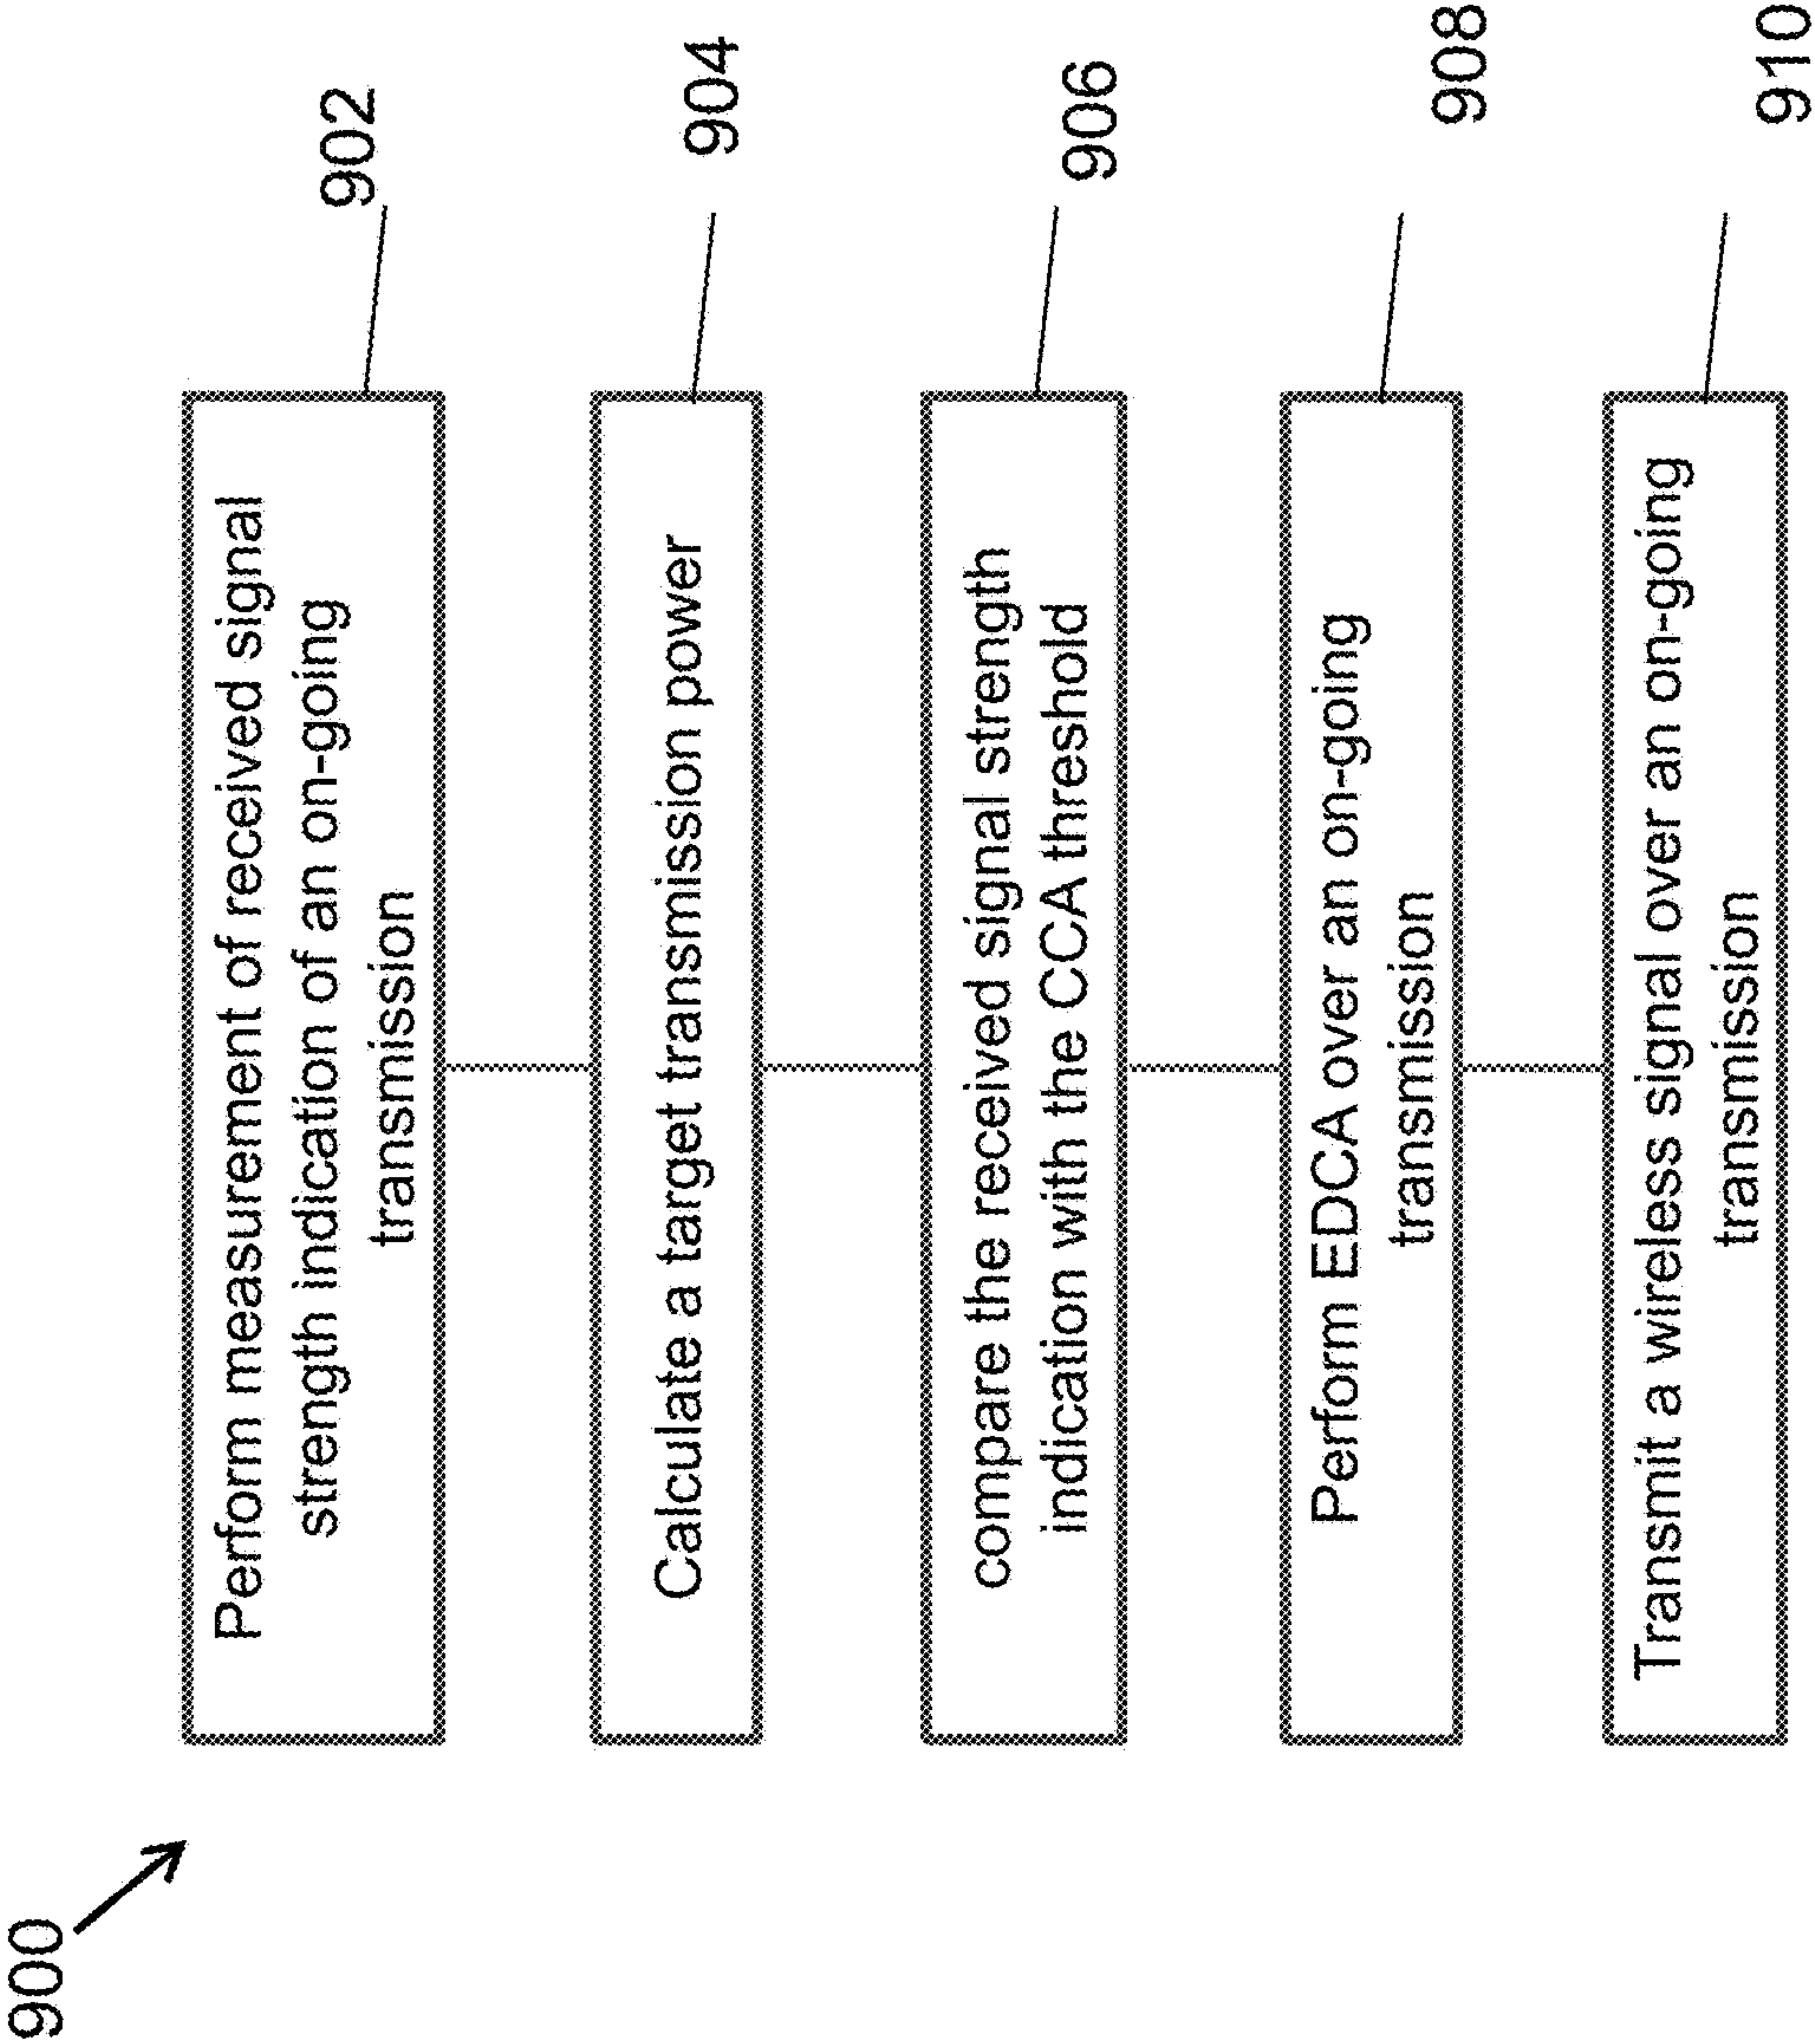 900
Perform measurement of received signal
strength indication of an on-going
transmission
902
Calculate a target transmission power
904
compare the received signal strength
indication with the CCA threshold
906
Perform EDCA over an on-going
transmission
908
Transmit a wireless signal over an on-going
transmission
910